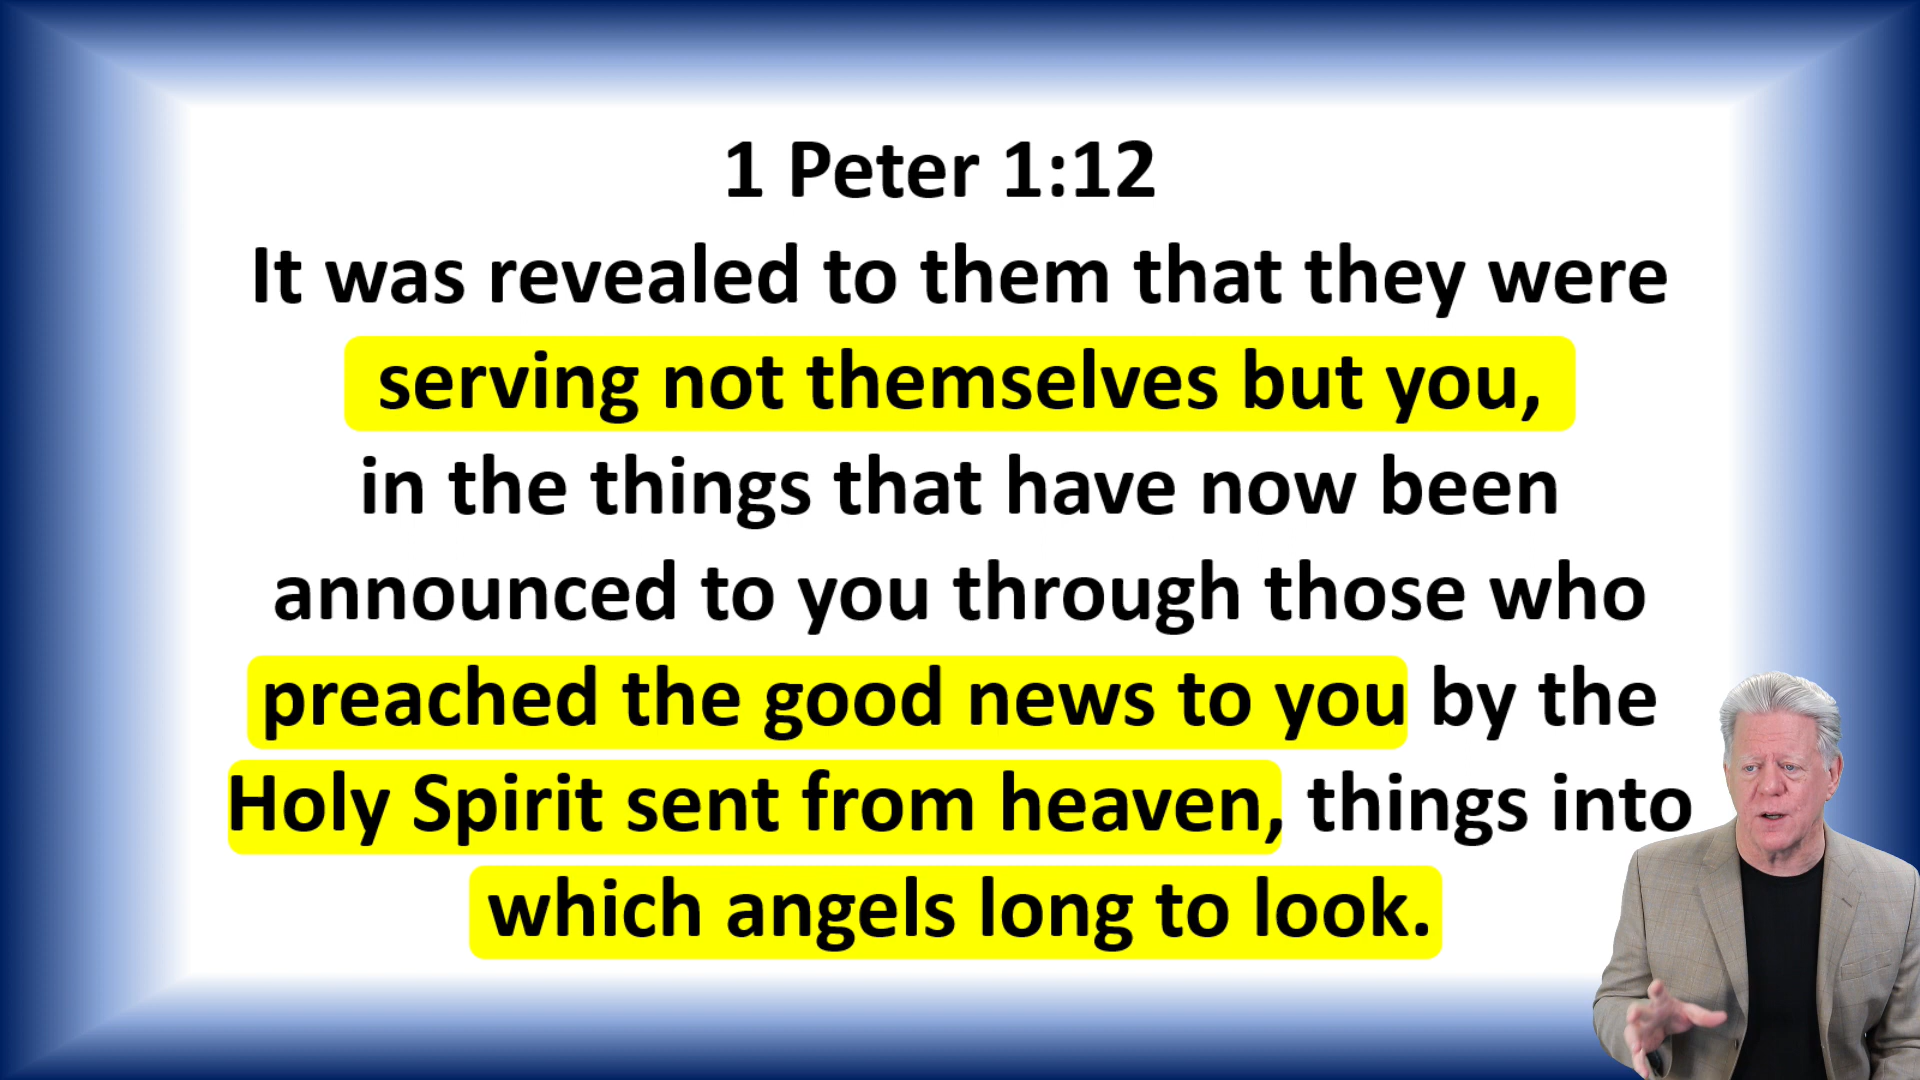 1 Peter 1:12
It was revealed to them that they were
serving not themselves but you,
in the things that have now been
announced to you through those who
preached the good news to you by the
Holy Spirit sent from heaven, things into
which angels long to look.